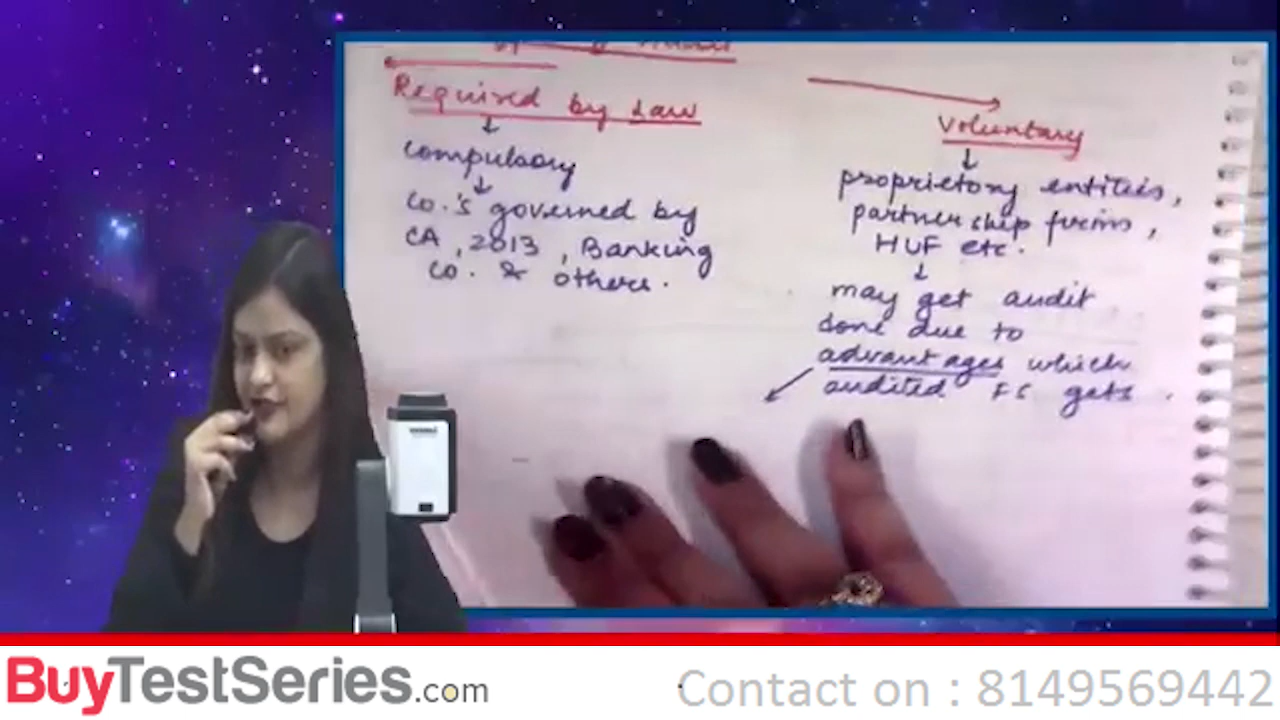 Required by Law
compulsory
Co.'s governed by
CA, 2013, Banking
Co. & others.
Voluntary
proprietory entities,
partnership firms,
HUF etc.
may get audit
done due to
advantages which
audited FS gets.
BuyTestSeries.com
Contact on : 8149569442